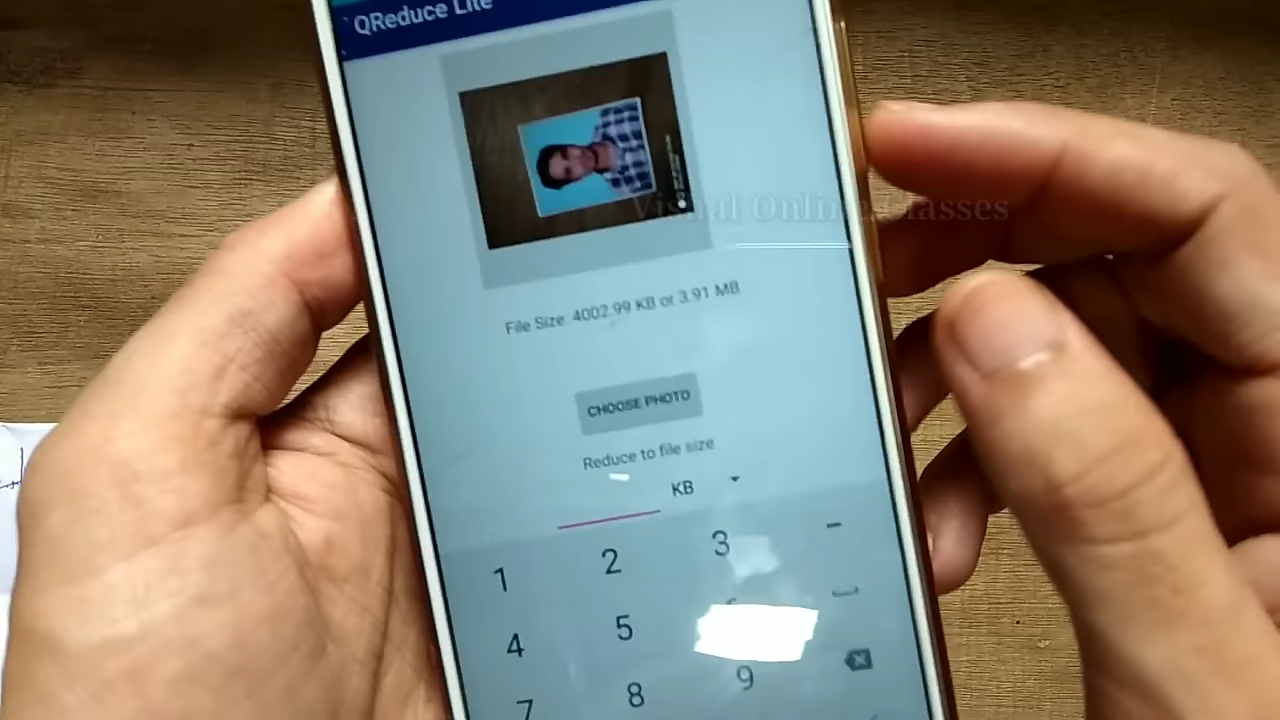 QReduce Lite
Visual Online Classes
File Size: 4002.99 KB or 3.91 MB
CHOOSE PHOTO
Reduce to file size
KB
1 2 3 -
4 5
7 8 9